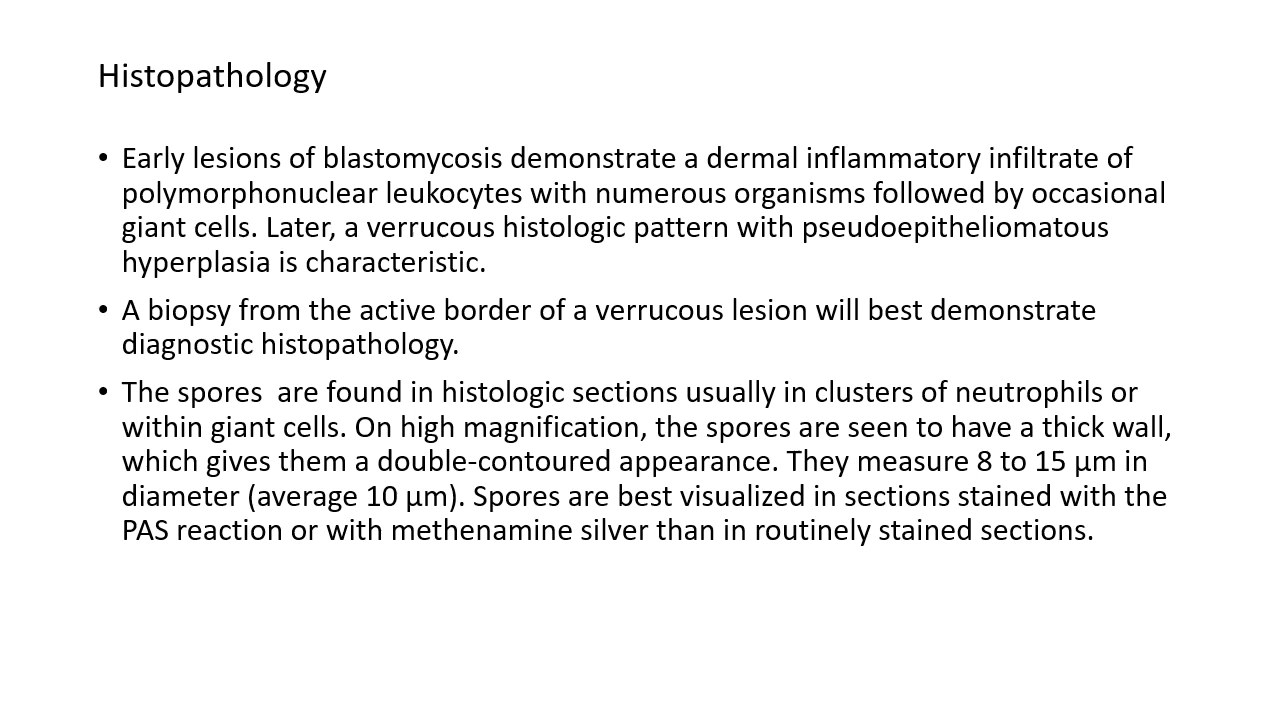 Histopathology
• Early lesions of blastomycosis demonstrate a dermal inflammatory infiltrate of
polymorphonuclear leukocytes with numerous organisms followed by occasional
giant cells. Later, a verrucous histologic pattern with pseudoepitheliomatous
hyperplasia is characteristic.
• A biopsy from the active border of a verrucous lesion will best demonstrate
diagnostic histopathology.
• The spores  are found in histologic sections usually in clusters of neutrophils or
within giant cells. On high magnification, the spores are seen to have a thick wall,
which gives them a double-contoured appearance. They measure 8 to 15 μm in
diameter (average 10 μm). Spores are best visualized in sections stained with the
PAS reaction or with methenamine silver than in routinely stained sections.